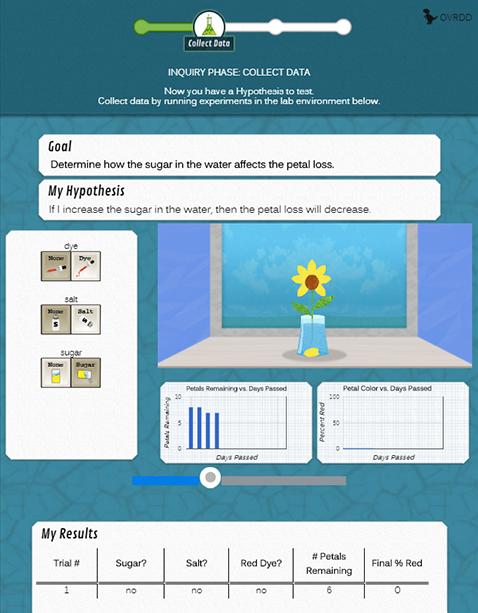 OVRDD
Collect Data
INQUIRY PHASE: COLLECT DATA
Now you have a Hypothesis to test.
Collect data by running experiments in the lab environment below.
Goal
Determine how the sugar in the water affects the petal loss.
My Hypothesis
If I increase the sugar in the water, then the petal loss will decrease.
dye
None Dye
salt
None Salt
sugar
None Sugar
Petals Remaining vs. Days Passed
Petals Remaining
10
5
0
Days Passed
Petal Color vs. Days Passed
Percent Red
100
50
0
Days Passed
My Results
Trial # Sugar? Salt? Red Dye? # Petals Remaining Final % Red
1 no no no 6 0